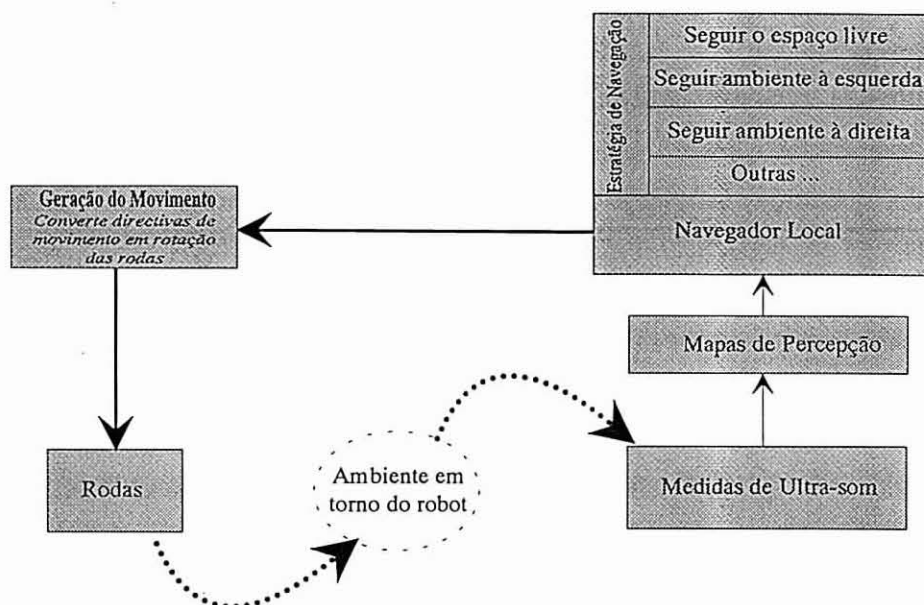 Estratégia de Navegação
Seguir o espaço livre
Seguir ambiente à esquerda
Seguir ambiente à direita
Outras ...
Navegador Local
Geração do Movimento
Converte directivas de
movimento em rotação
das rodas
Mapas de Percepção
Rodas
Ambiente em
torno do robot
Medidas de Ultra-som